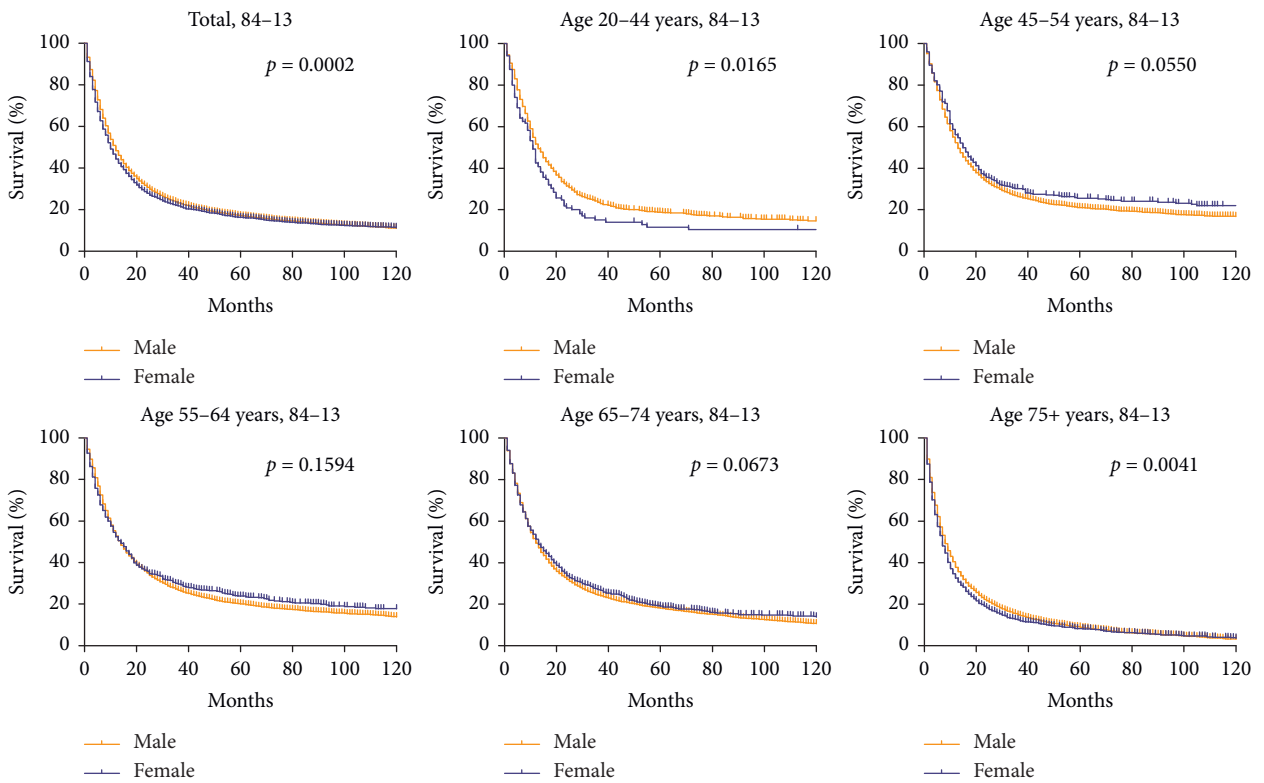 Total, 84–13
p = 0.0002
Survival (%)
100
80
60
40
20
0
0 20 40 60 80 100 120
Months
Male
Female
Age 20–44 years, 84–13
p = 0.0165
Survival (%)
100
80
60
40
20
0
0 20 40 60 80 100 120
Months
Male
Female
Age 45–54 years, 84–13
p = 0.0550
Survival (%)
100
80
60
40
20
0
0 20 40 60 80 100 120
Months
Male
Female
Age 55–64 years, 84–13
p = 0.1594
Survival (%)
100
80
60
40
20
0
0 20 40 60 80 100 120
Months
Male
Female
Age 65–74 years, 84–13
p = 0.0673
Survival (%)
100
80
60
40
20
0
0 20 40 60 80 100 120
Months
Male
Female
Age 75+ years, 84–13
p = 0.0041
Survival (%)
100
80
60
40
20
0
0 20 40 60 80 100 120
Months
Male
Female